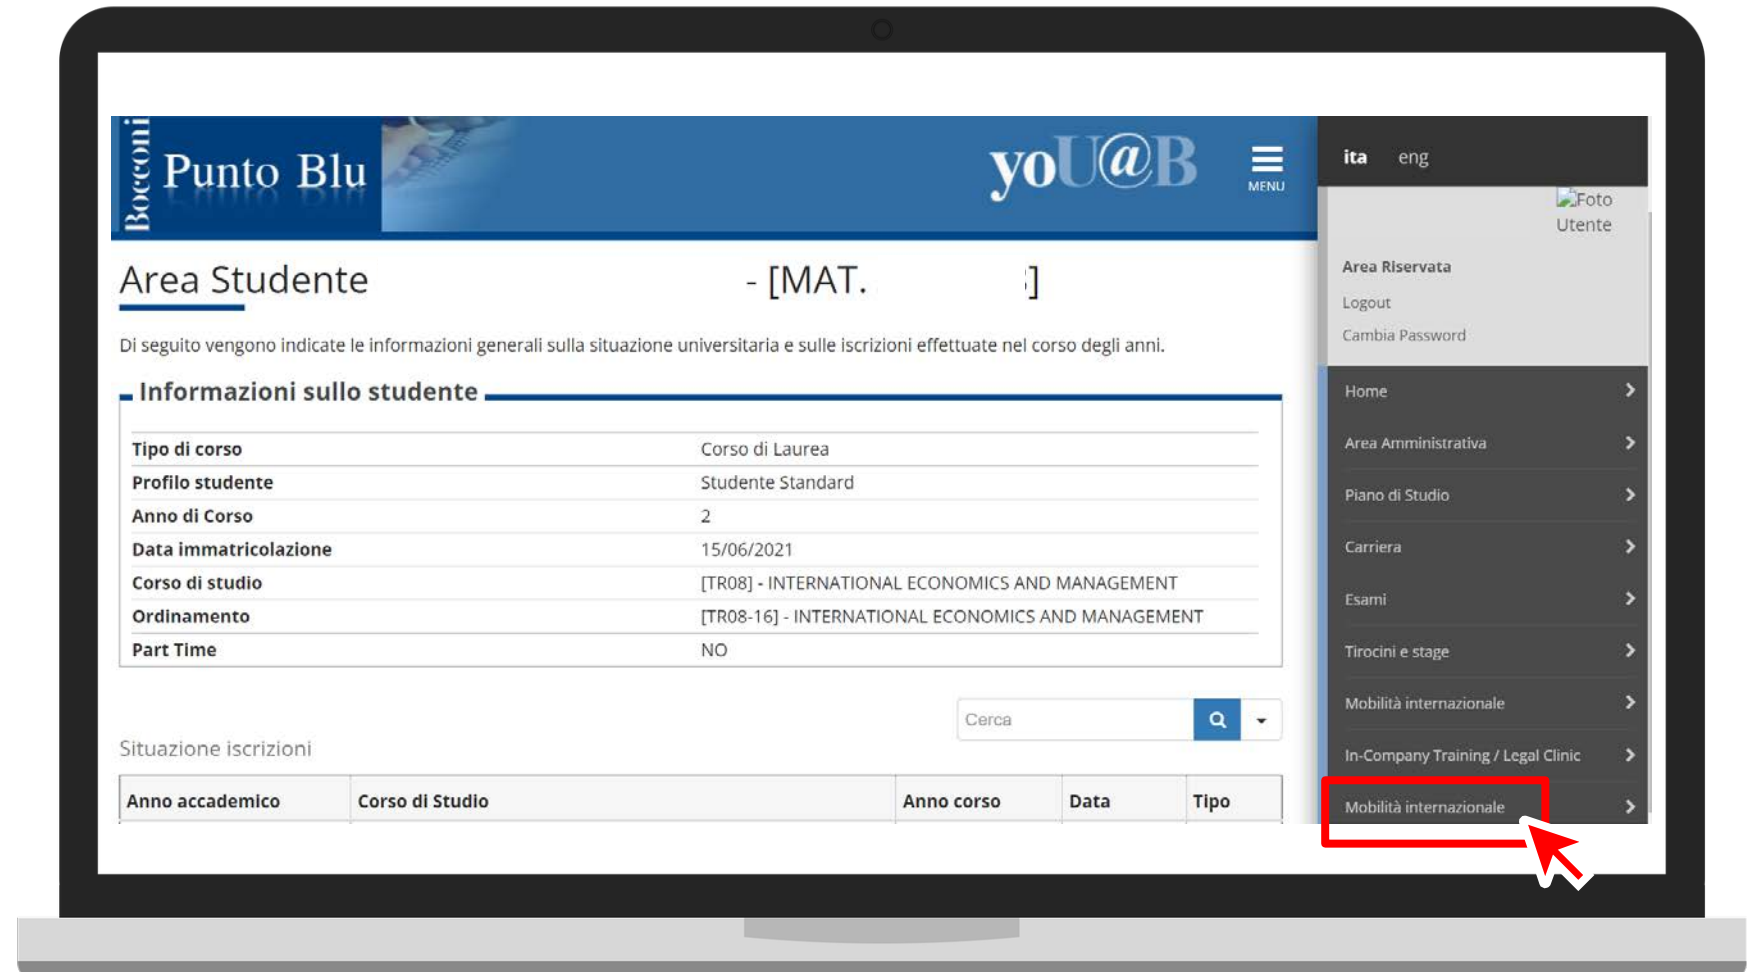 Bocconi
Punto Blu
yoU@B
MENU
ita eng
Foto Utente
Area Riservata
Logout
Cambia Password
Area Studente - [MAT. ]
Di seguito vengono indicate le informazioni generali sulla situazione universitaria e sulle iscrizioni effettuate nel corso degli anni.
Informazioni sullo studente
Tipo di corso Corso di Laurea
Profilo studente Studente Standard
Anno di Corso 2
Data immatricolazione 15/06/2021
Corso di studio [TR08] - INTERNATIONAL ECONOMICS AND MANAGEMENT
Ordinamento [TR08-16] - INTERNATIONAL ECONOMICS AND MANAGEMENT
Part Time NO
Cerca
Situazione iscrizioni
Anno accademico Corso di Studio Anno corso Data Tipo
Home
Area Amministrativa
Piano di Studio
Carriera
Esami
Tirocini e stage
Mobilità internazionale
In-Company Training / Legal Clinic
Mobilità internazionale